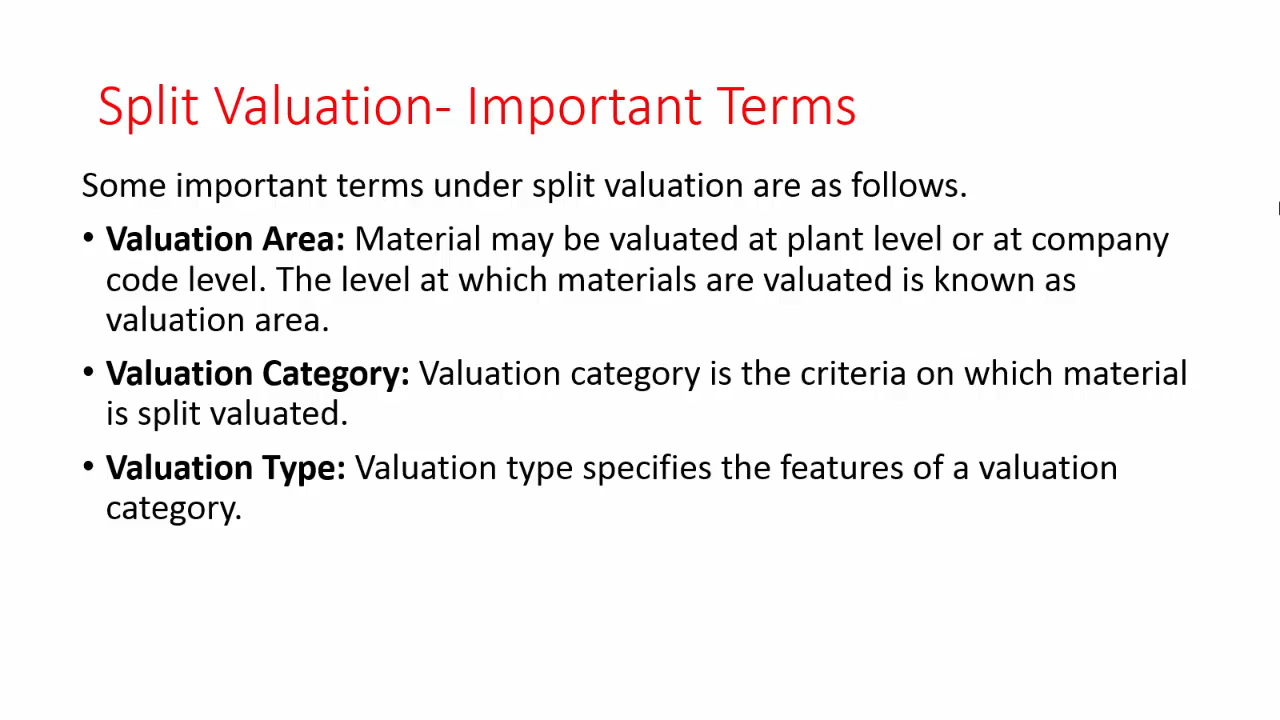 Split Valuation- Important Terms
Some important terms under split valuation are as follows.
• Valuation Area: Material may be valuated at plant level or at company
code level. The level at which materials are valuated is known as
valuation area.
• Valuation Category: Valuation category is the criteria on which material
is split valuated.
• Valuation Type: Valuation type specifies the features of a valuation
category.